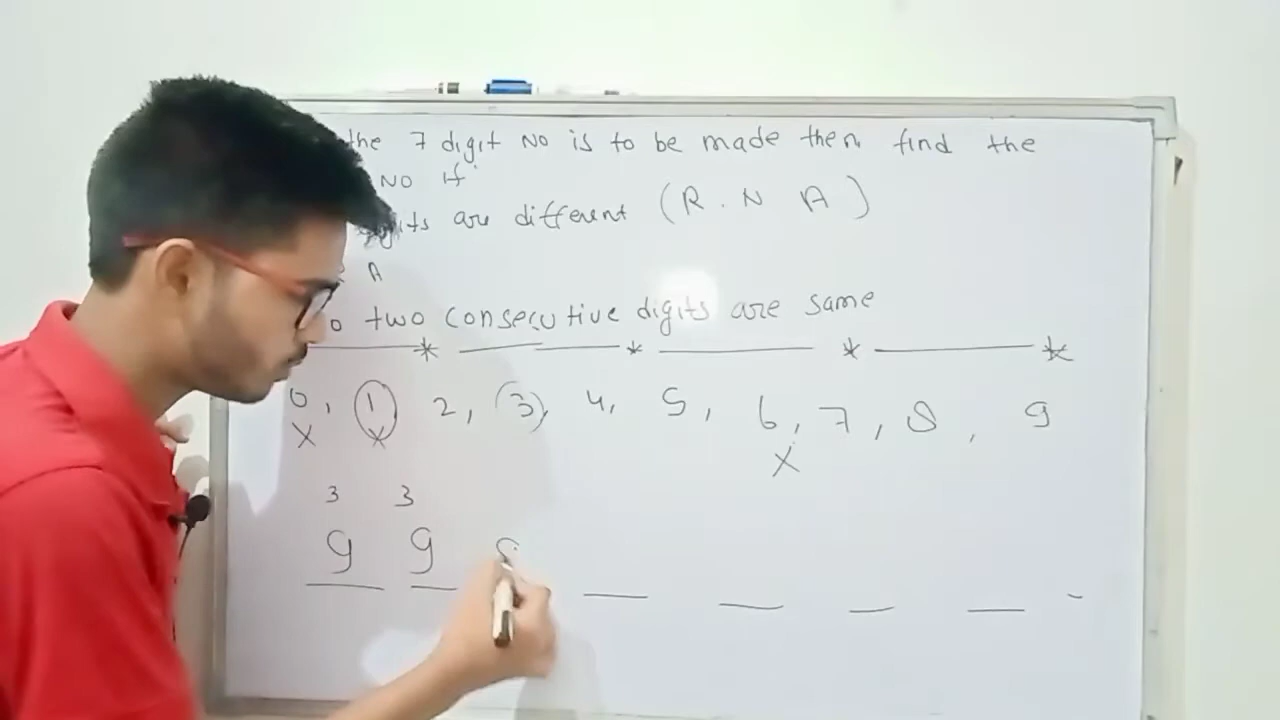 the 7 digit NO is to be made then find the
NO if
digits are different (R.N A)
A
two consecutive digits are same
0, 1, 2, (3), 4, 5, 6, 7, 8, 9
X X X
3 3
9 9